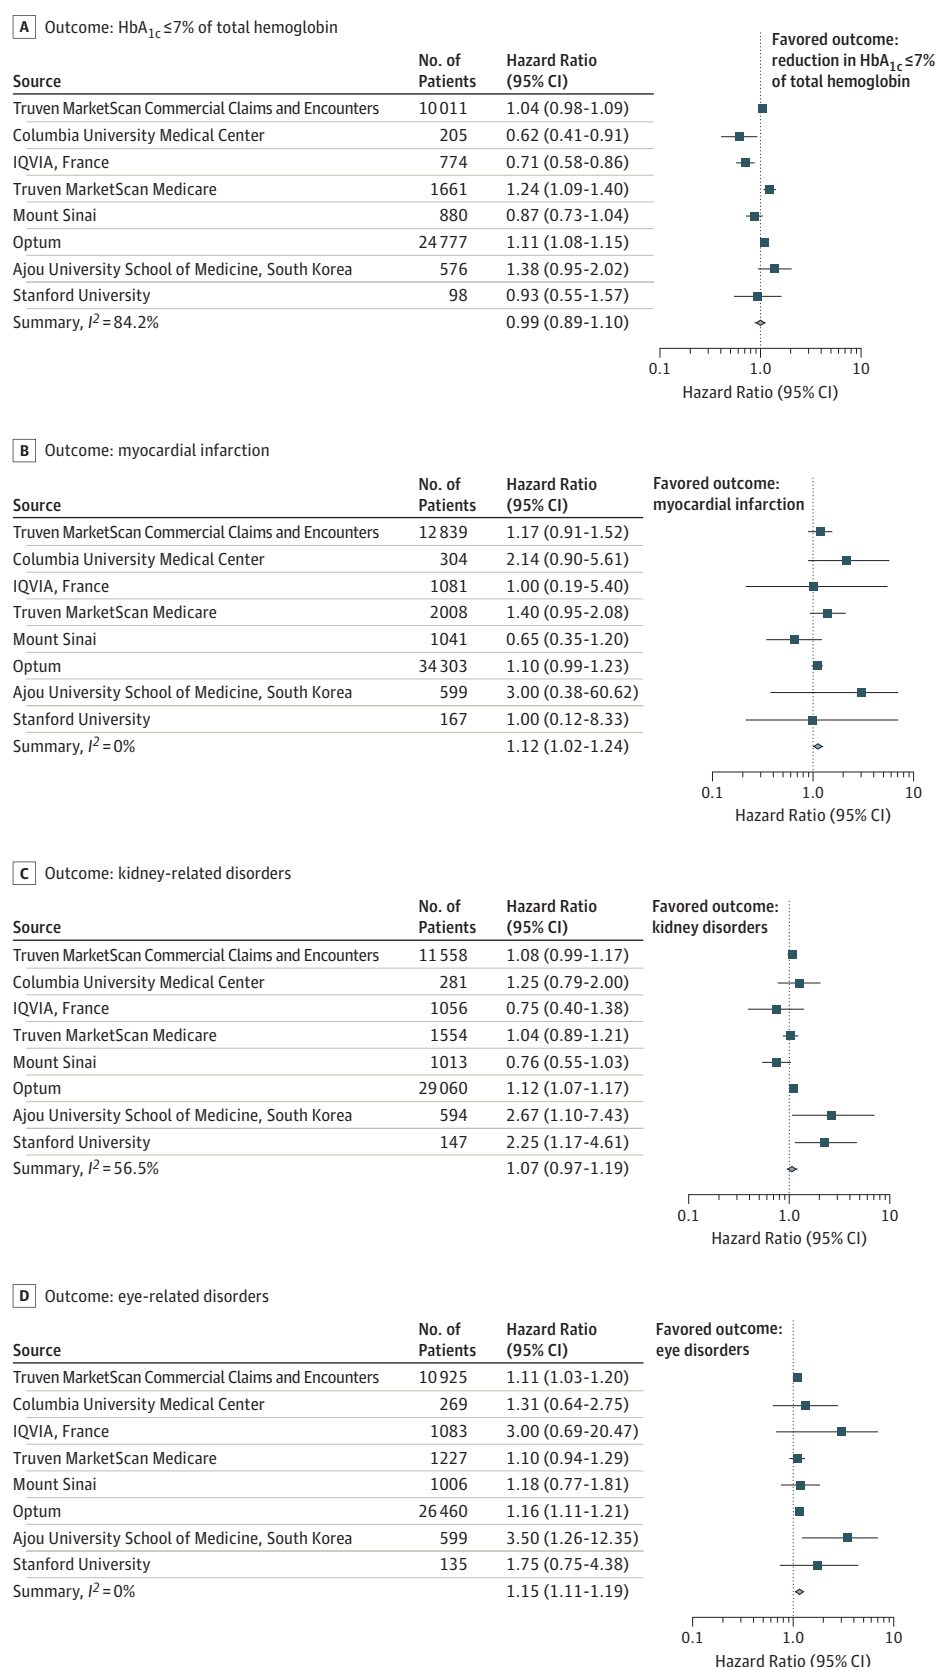 A Outcome: HbA1c ≤7% of total hemoglobin
Favored outcome:
reduction in HbA1c ≤7%
of total hemoglobin
Source No. of Patients Hazard Ratio (95% CI)
Truven MarketScan Commercial Claims and Encounters 10 011 1.04 (0.98-1.09)
Columbia University Medical Center 205 0.62 (0.41-0.91)
IQVIA, France 774 0.71 (0.58-0.86)
Truven MarketScan Medicare 1661 1.24 (1.09-1.40)
Mount Sinai 880 0.87 (0.73-1.04)
Optum 24 777 1.11 (1.08-1.15)
Ajou University School of Medicine, South Korea 576 1.38 (0.95-2.02)
Stanford University 98 0.93 (0.55-1.57)
Summary, I2 = 84.2% 0.99 (0.89-1.10)
0.1 1.0 10
Hazard Ratio (95% CI)
B Outcome: myocardial infarction
Favored outcome:
myocardial infarction
Source No. of Patients Hazard Ratio (95% CI)
Truven MarketScan Commercial Claims and Encounters 12 839 1.17 (0.91-1.52)
Columbia University Medical Center 304 2.14 (0.90-5.61)
IQVIA, France 1081 1.00 (0.19-5.40)
Truven MarketScan Medicare 2008 1.40 (0.95-2.08)
Mount Sinai 1041 0.65 (0.35-1.20)
Optum 34 303 1.10 (0.99-1.23)
Ajou University School of Medicine, South Korea 599 3.00 (0.38-60.62)
Stanford University 167 1.00 (0.12-8.33)
Summary, I2 = 0% 1.12 (1.02-1.24)
0.1 1.0 10
Hazard Ratio (95% CI)
C Outcome: kidney-related disorders
Favored outcome:
kidney disorders
Source No. of Patients Hazard Ratio (95% CI)
Truven MarketScan Commercial Claims and Encounters 11 558 1.08 (0.99-1.17)
Columbia University Medical Center 281 1.25 (0.79-2.00)
IQVIA, France 1056 0.75 (0.40-1.38)
Truven MarketScan Medicare 1554 1.04 (0.89-1.21)
Mount Sinai 1013 0.76 (0.55-1.03)
Optum 29 060 1.12 (1.07-1.17)
Ajou University School of Medicine, South Korea 594 2.67 (1.10-7.43)
Stanford University 147 2.25 (1.17-4.61)
Summary, I2 = 56.5% 1.07 (0.97-1.19)
0.1 1.0 10
Hazard Ratio (95% CI)
D Outcome: eye-related disorders
Favored outcome:
eye disorders
Source No. of Patients Hazard Ratio (95% CI)
Truven MarketScan Commercial Claims and Encounters 10 925 1.11 (1.03-1.20)
Columbia University Medical Center 269 1.31 (0.64-2.75)
IQVIA, France 1083 3.00 (0.69-20.47)
Truven MarketScan Medicare 1227 1.10 (0.94-1.29)
Mount Sinai 1006 1.18 (0.77-1.81)
Optum 26 460 1.16 (1.11-1.21)
Ajou University School of Medicine, South Korea 599 3.50 (1.26-12.35)
Stanford University 135 1.75 (0.75-4.38)
Summary, I2 = 0% 1.15 (1.11-1.19)
0.1 1.0 10
Hazard Ratio (95% CI)